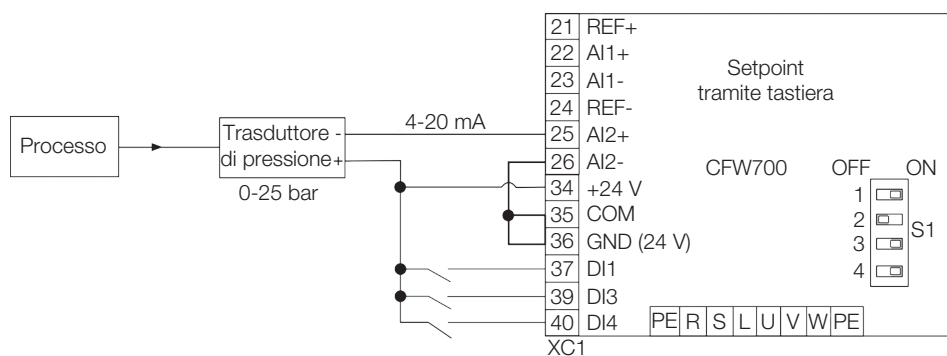 Processo
Trasduttore -
di pressione+
0-25 bar
4-20 mA
21 REF+
22 AI1+
23 AI1-
24 REF-
25 AI2+
26 AI2-
34 +24 V
35 COM
36 GND (24 V)
37 DI1
39 DI3
40 DI4
XC1
Setpoint
tramite tastiera
CFW700
OFF ON
1
2
3
4
S1
PE R S L U V W PE